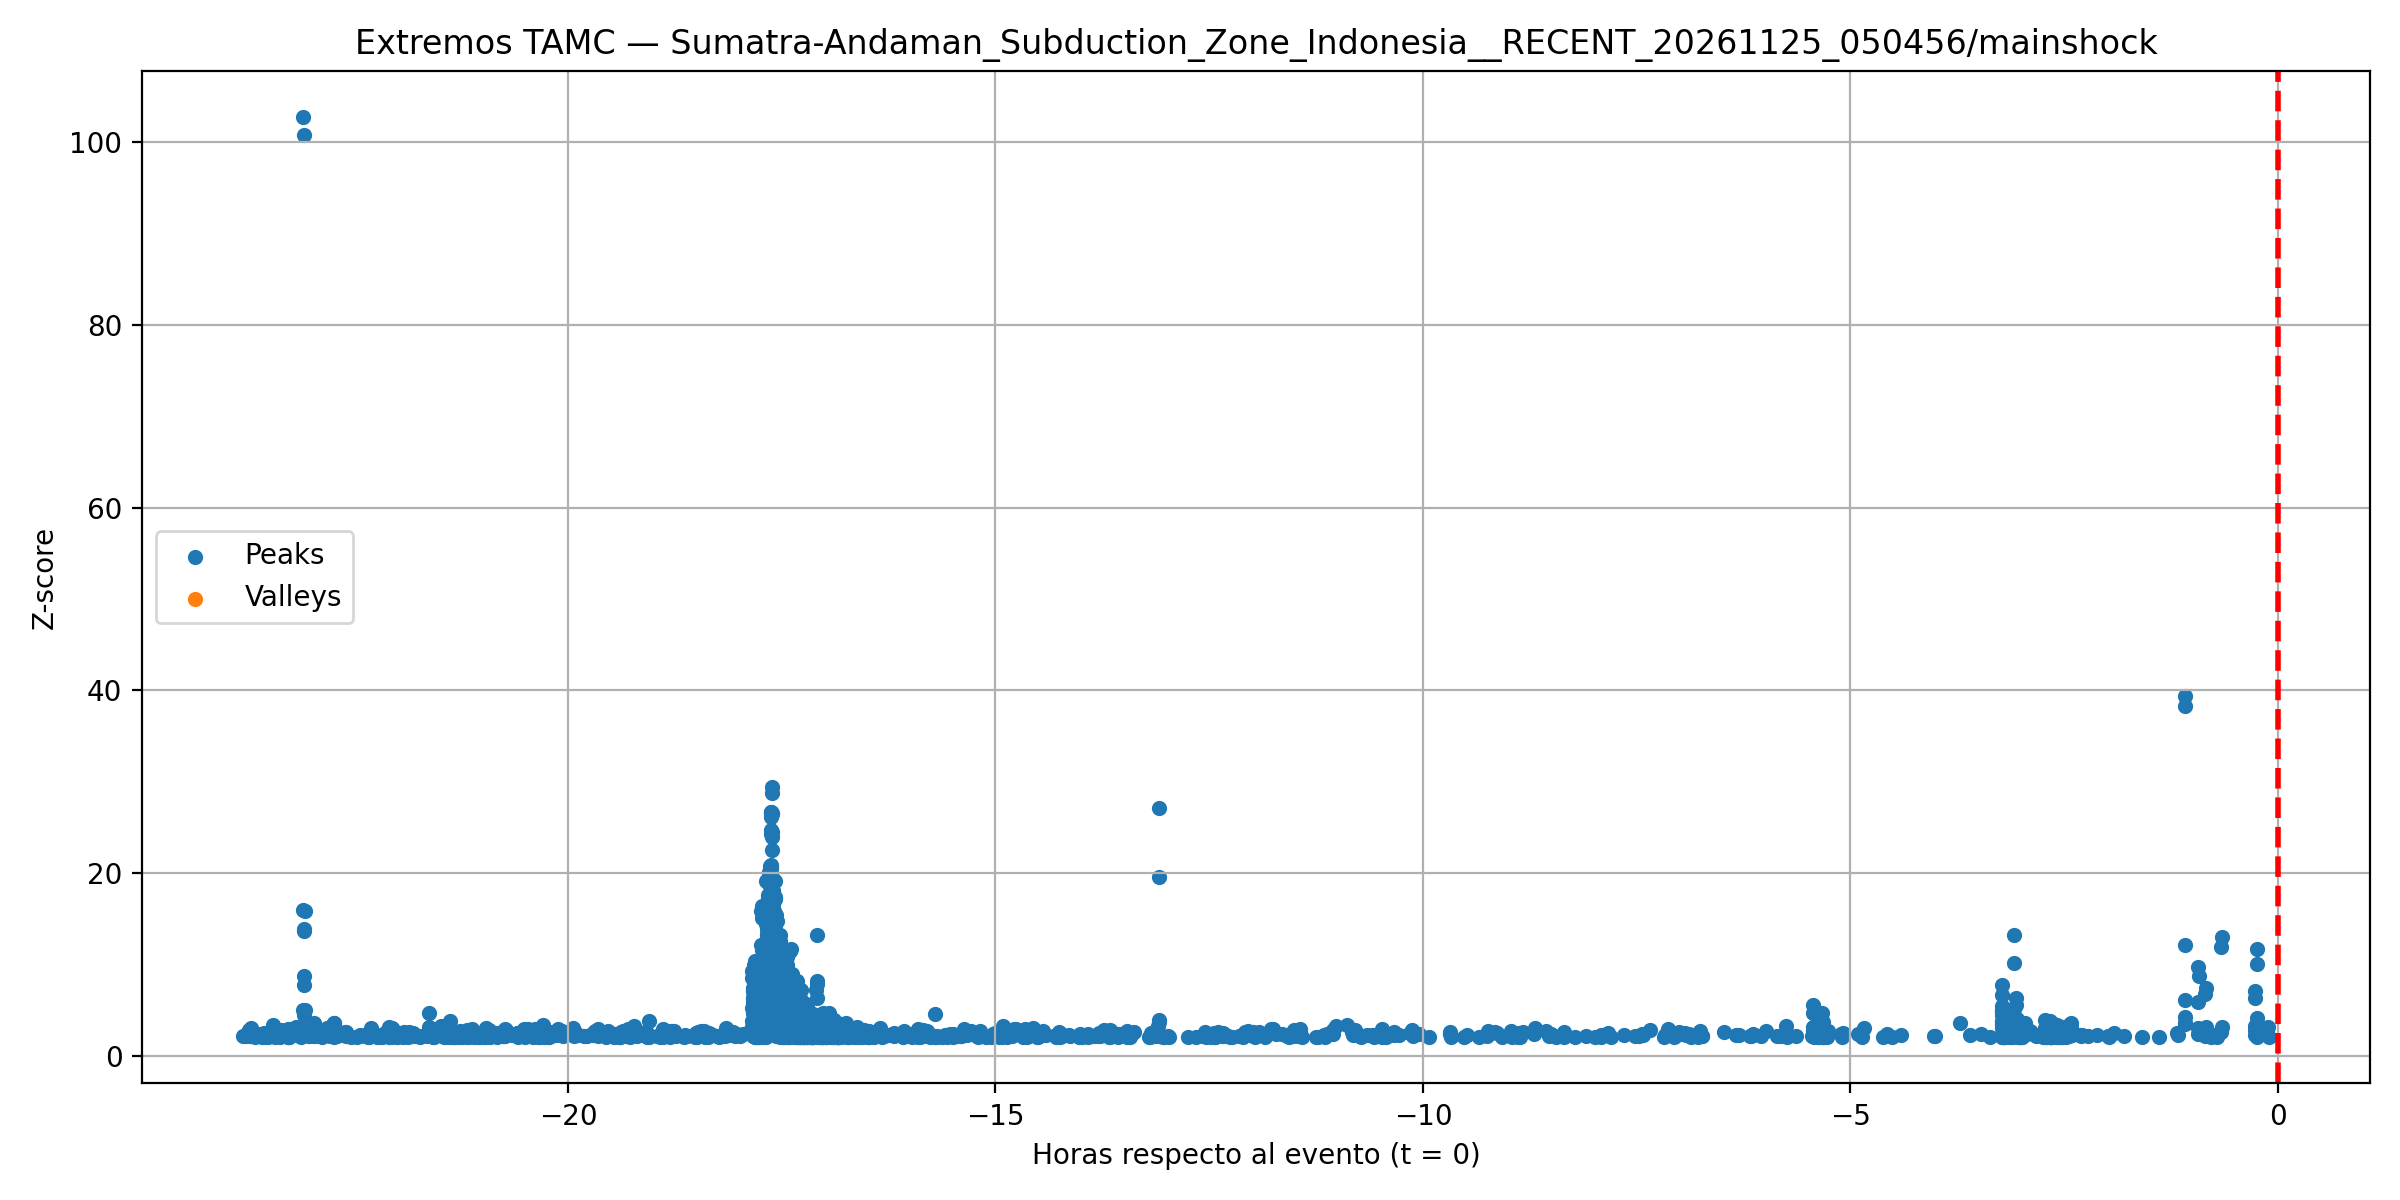 Extremos TAMC — Sumatra-Andaman_Subduction_Zone_Indonesia__RECENT_20261125_050456/mainshock
100
80
60
40
20
0
Z-score
Peaks
Valleys
−20
−15
−10
−5
0
Horas respecto al evento (t = 0)